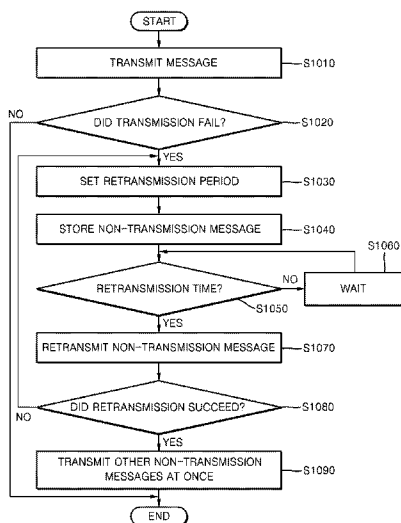 START
TRANSMIT MESSAGE
S1010
NO
DID TRANSMISSION FAIL?
S1020
YES
SET RETRANSMISSION PERIOD
S1030
STORE NON-TRANSMISSION MESSAGE
S1040
S1060
RETRANSMISSION TIME?
NO
WAIT
S1050
YES
RETRANSMIT NON-TRANSMISSION MESSAGE
S1070
DID RETRANSMISSION SUCCEED?
S1080
NO
YES
TRANSMIT OTHER NON-TRANSMISSION
MESSAGES AT ONCE
S1090
END